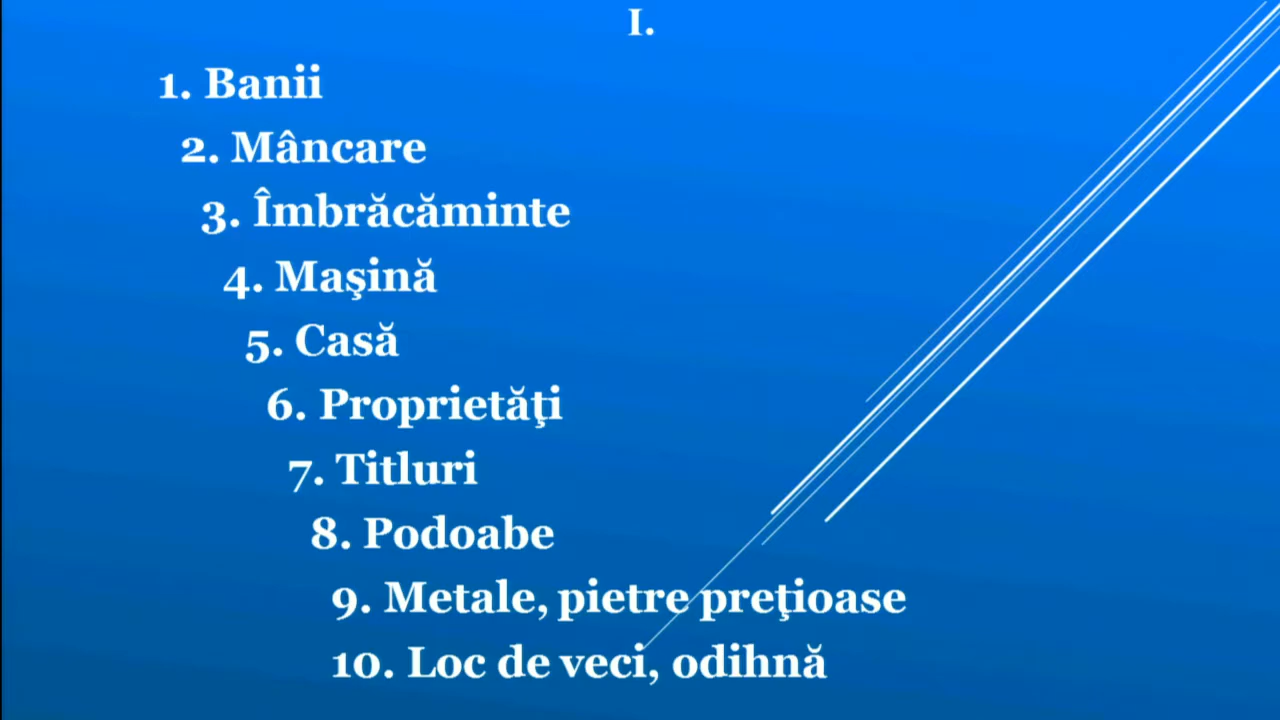 I.
1. Banii
2. Mâncare
3. Îmbrăcăminte
4. Maşină
5. Casă
6. Proprietăţi
7. Titluri
8. Podoabe
9. Metale, pietre preţioase
10. Loc de veci, odihnă